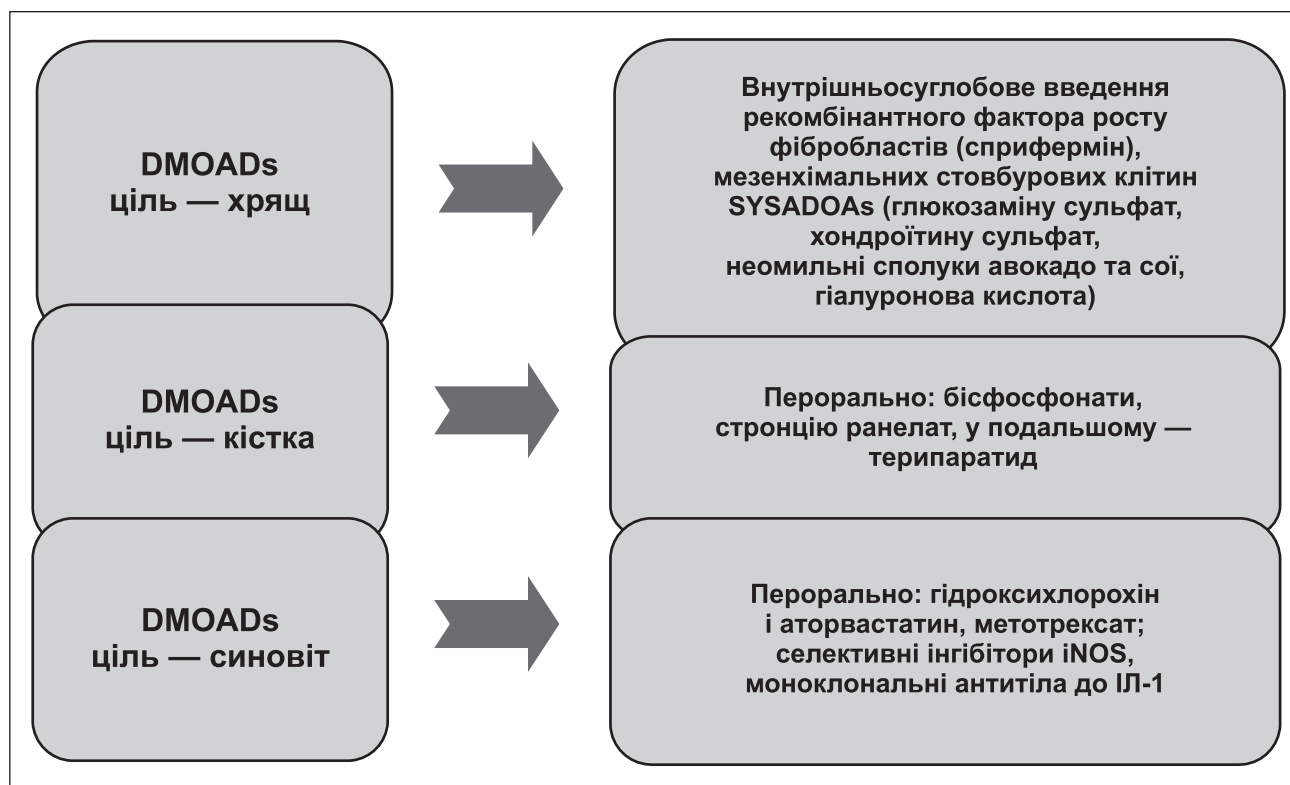 DMOADs
ціль — хрящ
Внутрішньосуглобове введення
рекомбінантного фактора росту
фібробластів (сприфермін),
мезенхімальних стовбурових клітин
SYSADOAs (глюкозаміну сульфат,
хондроїтину сульфат,
неомильні сполуки авокадо та сої,
гіалуронова кислота)
DMOADs
ціль — кістка
Перорально: бісфосфонати,
стронцію ранелат, у подальшому —
терипаратид
DMOADs
ціль — синовіт
Перорально: гідроксихлорохін
і аторвастатин, метотрексат;
селективні інгібітори iNOS,
моноклональні антитіла до ІЛ-1